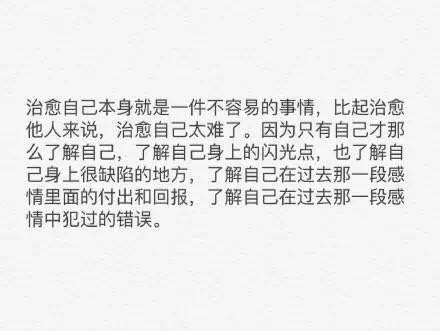 治愈自己本身就是一件不容易的事情，比起治愈
他人来说，治愈自己太难了。因为只有自己才那
么了解自己，了解自己身上的闪光点，也了解自
己身上很缺陷的地方，了解自己在过去那一段感
情里面的付出和回报，了解自己在过去那一段感
情中犯过的错误。